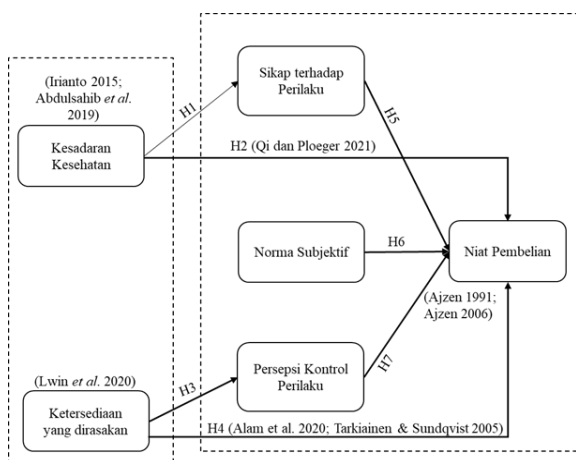 (Irianto 2015;
Abdulsahib et al.
2019)
Kesadaran
Kesehatan
H1
Sikap terhadap
Perilaku
H5
H2 (Qi dan Ploeger 2021)
Norma Subjektif
H6
Niat Pembelian
(Ajzen 1991;
Ajzen 2006)
H7
Persepsi Kontrol
Perilaku
(Lwin et al. 2020)
H3
Ketersediaan
yang dirasakan
H4 (Alam et al. 2020; Tarkiainen & Sundqvist 2005)